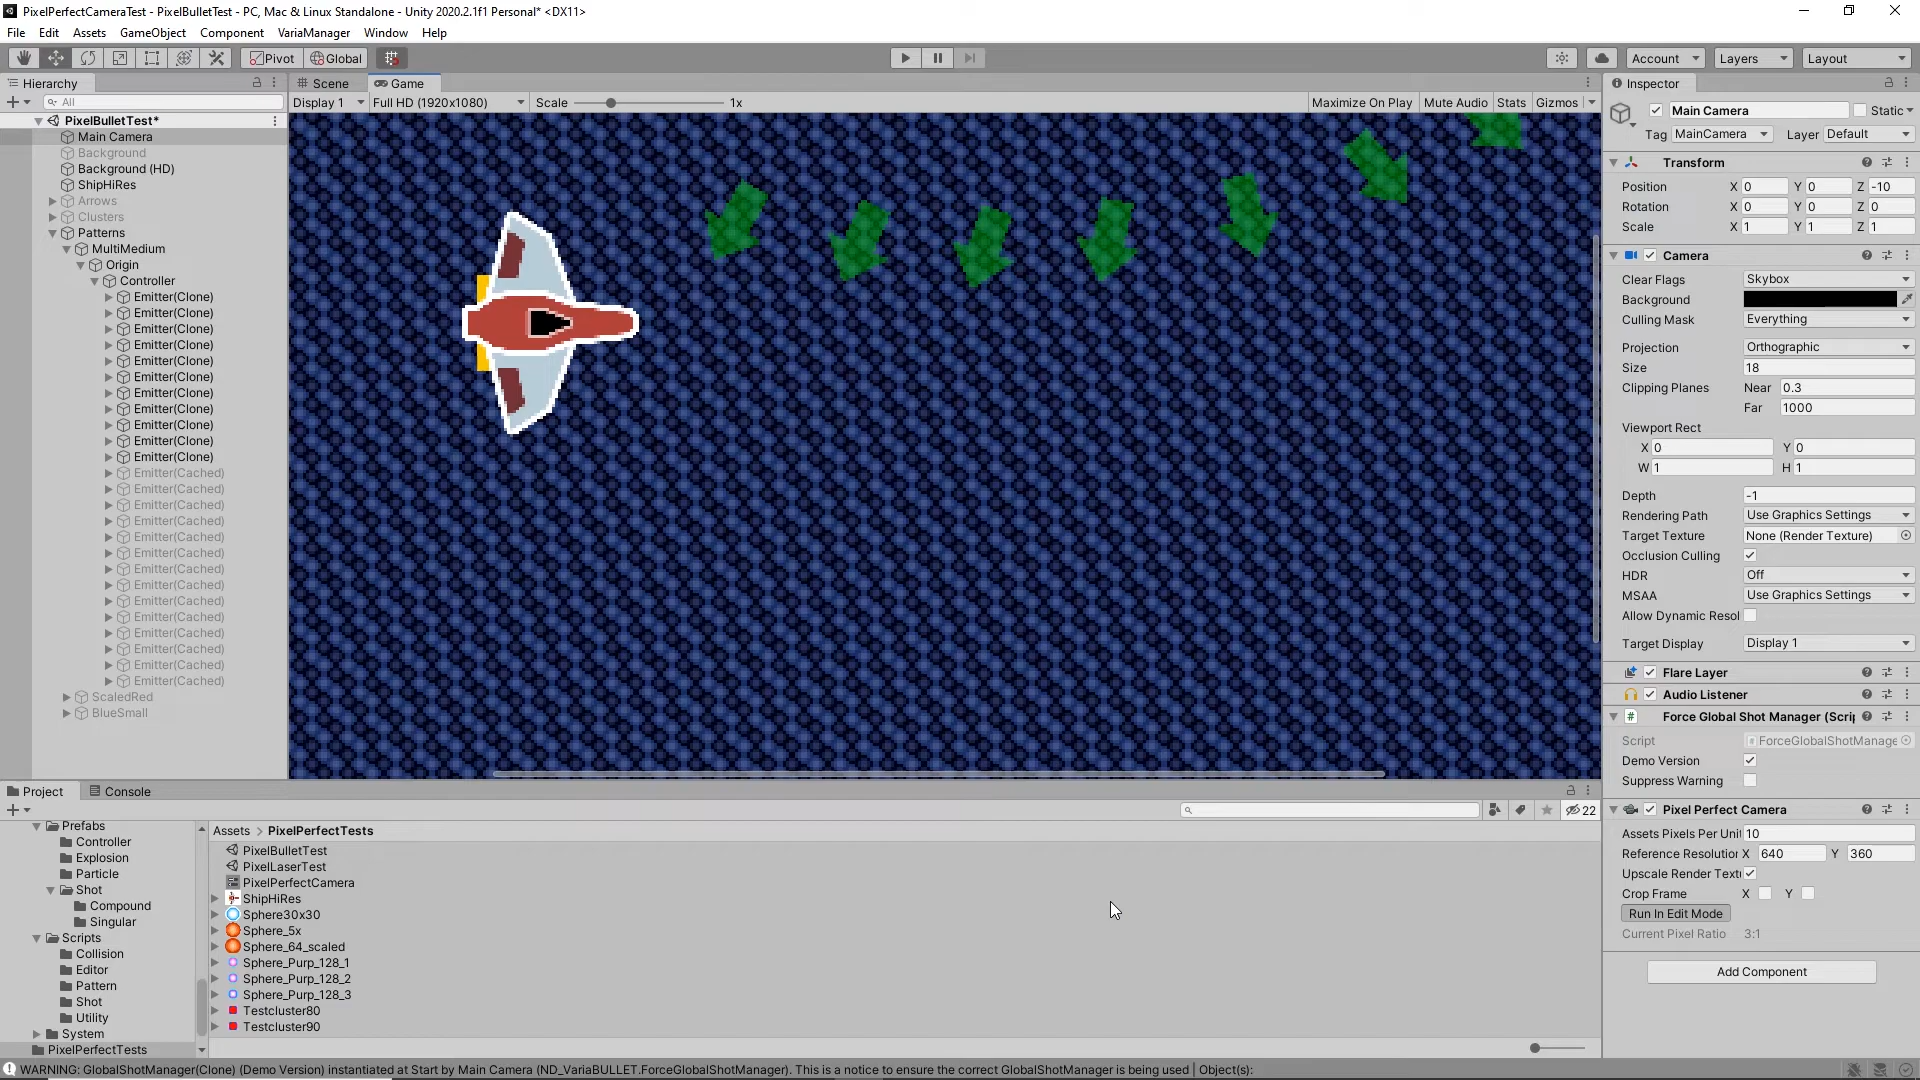 PixelPerfectCameraTest - PixelBulletTest - PC, Mac & Linux Standalone - Unity 2020.2.1f1 Personal* <DX11>
File Edit Assets GameObject Component VariaManager Window Help
Pivot Global Account Layers Layout
Hierarchy
All
PixelBulletTest*
Main Camera
Background
Background (HD)
ShipHiRes
Arrows
Clusters
Patterns
MultiMedium
Origin
Controller
Emitter(Clone)
Emitter(Clone)
Emitter(Clone)
Emitter(Clone)
Emitter(Clone)
Emitter(Clone)
Emitter(Clone)
Emitter(Clone)
Emitter(Clone)
Emitter(Clone)
Emitter(Clone)
Emitter(Cached)
Emitter(Cached)
Emitter(Cached)
Emitter(Cached)
Emitter(Cached)
Emitter(Cached)
Emitter(Cached)
Emitter(Cached)
Emitter(Cached)
Emitter(Cached)
Emitter(Cached)
Emitter(Cached)
Emitter(Cached)
Emitter(Cached)
ScaledRed
BlueSmall
Scene Game
Display 1 Full HD (1920x1080) Scale 1x Maximize On Play Mute Audio Stats Gizmos
Inspector
Main Camera Static
Tag MainCamera Layer Default
Transform
Position X 0 Y 0 Z -10
Rotation X 0 Y 0 Z 0
Scale X 1 Y 1 Z 1
Camera
Clear Flags Skybox
Background
Culling Mask Everything
Projection Orthographic
Size 18
Clipping Planes Near 0.3
Far 1000
Viewport Rect
X 0 Y 0
W 1 H 1
Depth -1
Rendering Path Use Graphics Settings
Target Texture None (Render Texture)
Occlusion Culling
HDR Off
MSAA Use Graphics Settings
Allow Dynamic Resol
Target Display Display 1
Flare Layer
Audio Listener
# Force Global Shot Manager (Scrip
Script ForceGlobalShotManage
Demo Version
Suppress Warning
Pixel Perfect Camera
Assets Pixels Per Unit 10
Reference Resolution X 640 Y 360
Upscale Render Textu
Crop Frame X Y
Run In Edit Mode
Current Pixel Ratio 3:1
Add Component
Project Console
22
Prefabs
Controller
Explosion
Particle
Shot
Compound
Singular
Scripts
Collision
Editor
Pattern
Shot
Utility
System
PixelPerfectTests
Assets > PixelPerfectTests
PixelBulletTest
PixelLaserTest
PixelPerfectCamera
ShipHiRes
Sphere30x30
Sphere_5x
Sphere_64_scaled
Sphere_Purp_128_1
Sphere_Purp_128_2
Sphere_Purp_128_3
Testcluster80
Testcluster90
WARNING: GlobalShotManager(Clone) (Demo Version) instantiated at Start by Main Camera (ND_VariaBULLET.ForceGlobalShotManager). This is a notice to ensure the correct GlobalShotManager is being used | Object(s):